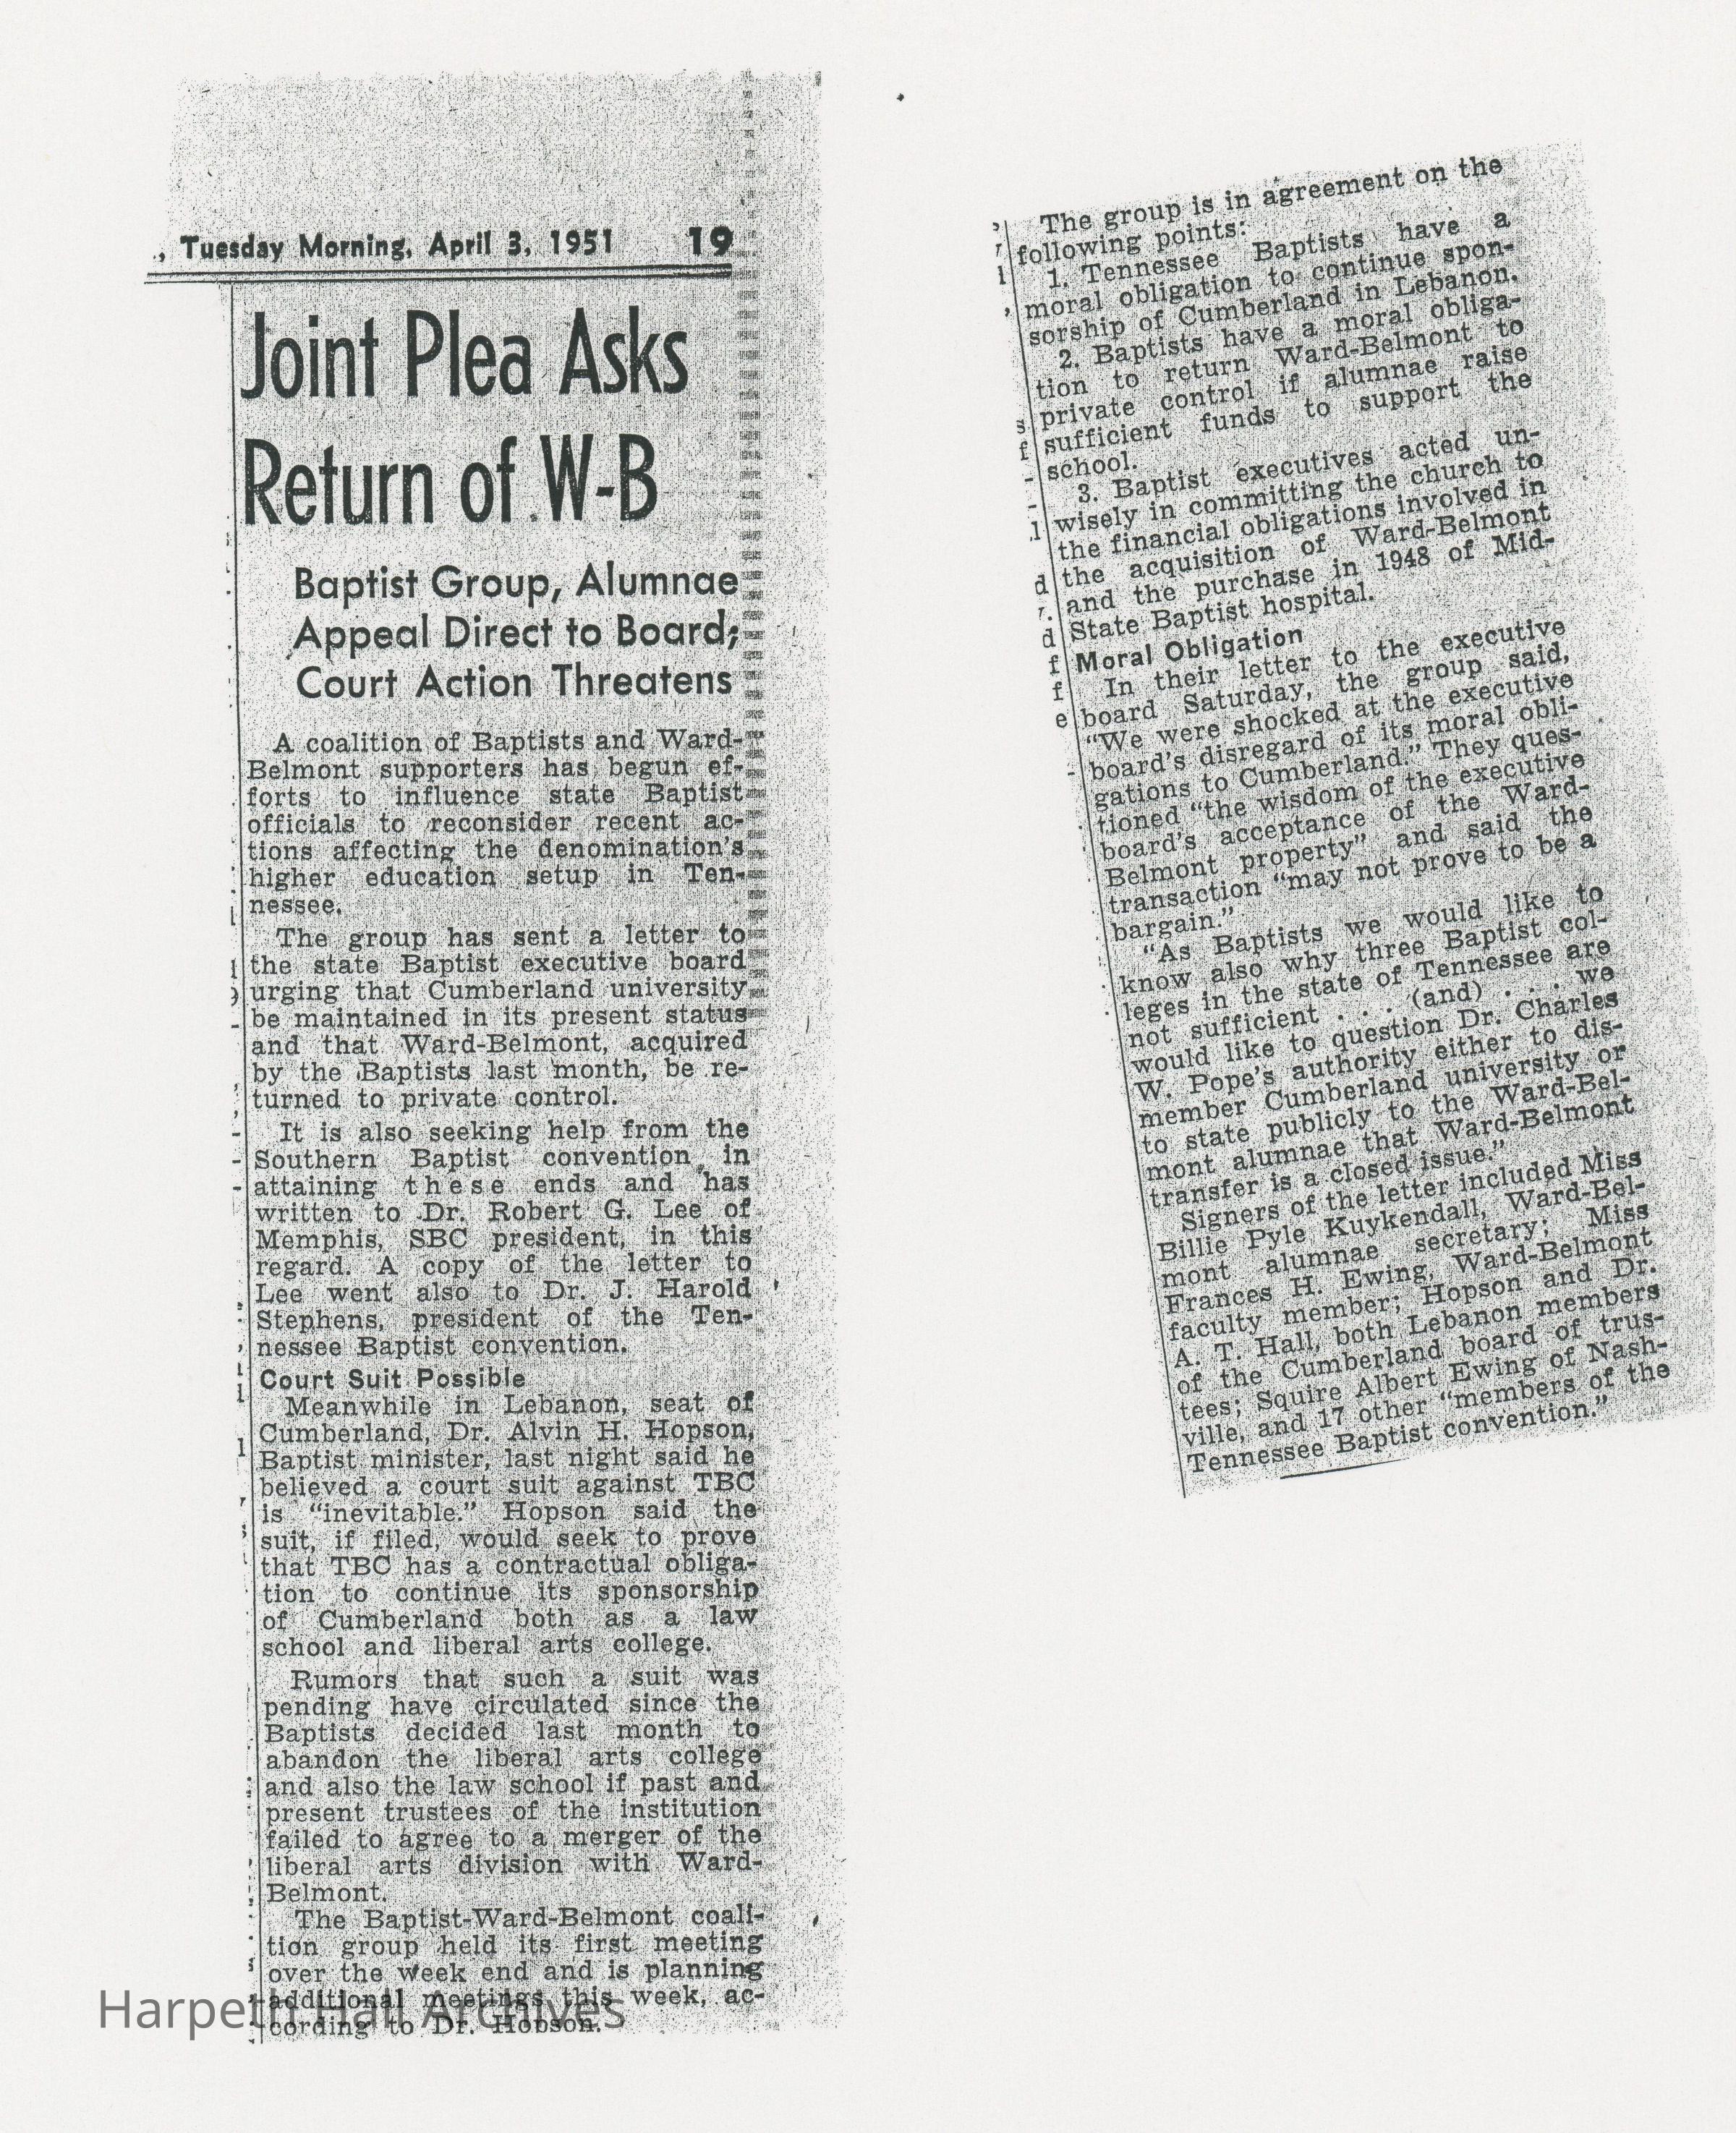 ., Tuesday Morning, April 3, 1951 19
Joint Plea Asks
Return of W-B
Baptist Group, Alumnae
Appeal Direct to Board;
Court Action Threatens
A coalition of Baptists and Ward-
Belmont supporters has begun ef-
forts to influence state Baptist
officials to reconsider recent ac-
tions affecting the denomination's
higher education setup in Ten-
nessee.
The group has sent a letter to
the state Baptist executive board
urging that Cumberland university
be maintained in its present status
and that Ward-Belmont, acquired
by the Baptists last month, be re-
turned to private control.
It is also seeking help from the
Southern Baptist convention in
attaining these ends and has
written to Dr. Robert G. Lee of
Memphis, SBC president, in this
regard. A copy of the letter to
Lee went also to Dr. J. Harold
Stephens, president of the Ten-
nessee Baptist convention.
Court Suit Possible
Meanwhile in Lebanon, seat of
Cumberland, Dr. Alvin H. Hopson,
Baptist minister, last night said he
believed a court suit against TBC
is "inevitable." Hopson said the
suit, if filed, would seek to prove
that TBC has a contractual obliga-
tion to continue its sponsorship
of Cumberland both as a law
school and liberal arts college.
Rumors that such a suit was
pending have circulated since the
Baptists decided last month to
abandon the liberal arts college
and also the law school if past and
present trustees of the institution
failed to agree to a merger of the
liberal arts division with Ward-
Belmont.
The Baptist-Ward-Belmont coali-
tion group held its first meeting
over the week end and is planning
additional meetings this week, ac-
cording to Dr. Hopson.
Harpeth Hall Archives
The group is in agreement on the
following points:
1. Tennessee Baptists have a
moral obligation to continue spon-
sorship of Cumberland in Lebanon.
2. Baptists have a moral obliga-
tion to return Ward-Belmont to
private control if alumnae raise
sufficient funds to support the
school.
3. Baptist executives acted un-
wisely in committing the church to
the financial obligations involved in
the acquisition of Ward-Belmont
and the purchase in 1948 of Mid-
State Baptist hospital.
Moral Obligation
In their letter to the executive
board Saturday, the group said,
"We were shocked at the executive
board's disregard of its moral obli-
gations to Cumberland." They ques-
tioned "the wisdom of the executive
board's acceptance of the Ward-
Belmont property" and said the
transaction "may not prove to be a
bargain."
"As Baptists we would like to
know also why three Baptist col-
leges in the state of Tennessee are
not sufficient . . . (and) . . . we
would like to question Dr. Charles
W. Pope's authority either to dis-
member Cumberland university or
to state publicly to the Ward-Bel-
mont alumnae that Ward-Belmont
transfer is a closed issue."
Signers of the letter included Miss
Billie Pyle Kuykendall, Ward-Bel-
mont alumnae secretary; Miss
Frances H. Ewing, Ward-Belmont
faculty member; Hopson and Dr.
A. T. Hall, both Lebanon members
of the Cumberland board of trus-
tees; Squire Albert Ewing of Nash-
ville, and 17 other "members of the
Tennessee Baptist convention."